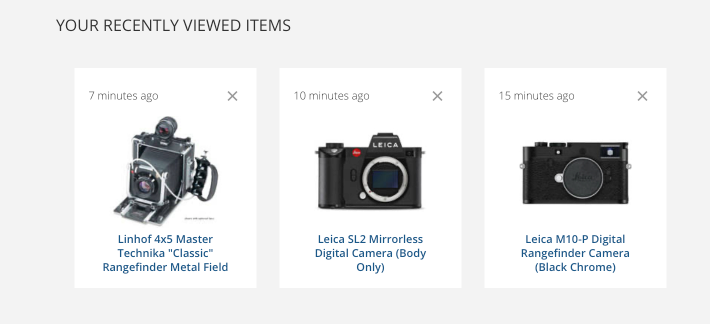 YOUR RECENTLY VIEWED ITEMS
7 minutes ago
10 minutes ago
15 minutes ago
LEICA
Linhof 4x5 Master
Technika "Classic"
Rangefinder Metal Field
Leica SL2 Mirrorless
Digital Camera (Body
Only)
Leica M10-P Digital
Rangefinder Camera
(Black Chrome)